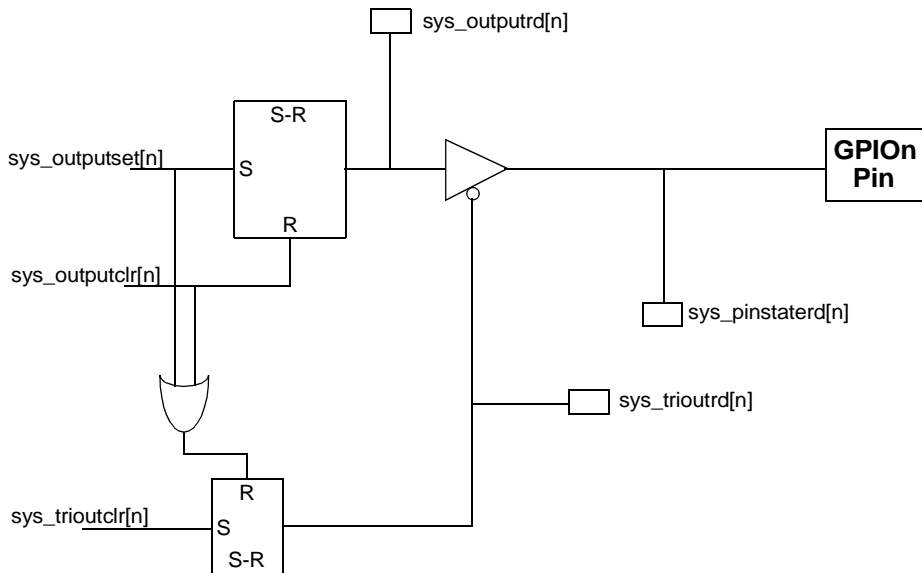 sys_outputrd[n]
S-R
sys_outputset[n]
S
GPIOn
Pin
R
sys_outputclr[n]
sys_pinstaterd[n]
sys_trioutrd[n]
R
sys_trioutclr[n]
S
S-R